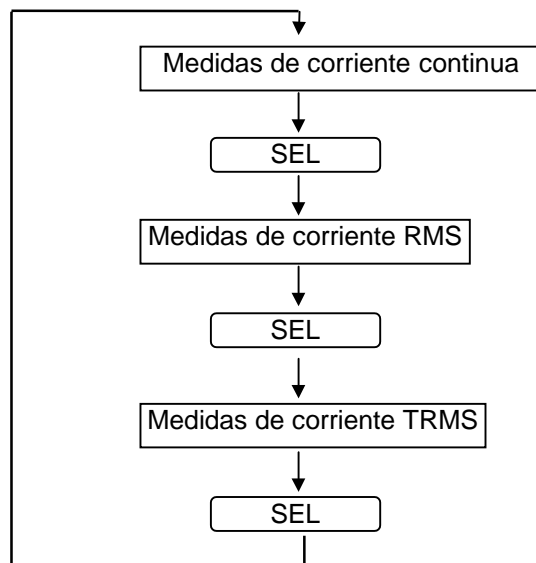 Medidas de corriente continua
SEL
Medidas de corriente RMS
SEL
Medidas de corriente TRMS
SEL